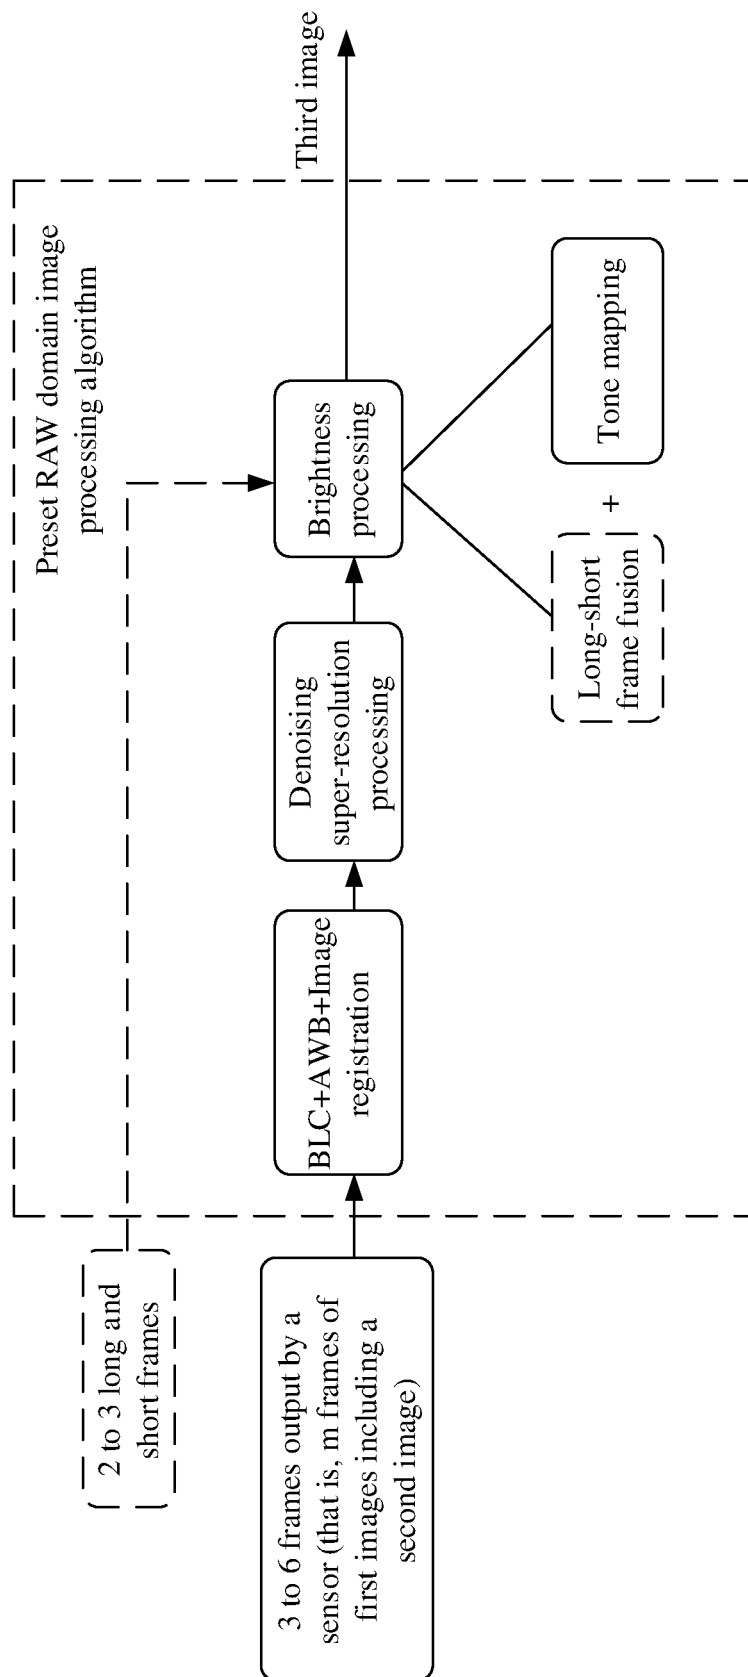 Preset RAW domain image
processing algorithm
2 to 3 long and
short frames
3 to 6 frames output by a
sensor (that is, m frames of
first images including a
second image)
BLC+AWB+Image
registration
Denoising
super-resolution
processing
Brightness
processing
Third image
Long-short
frame fusion
+
Tone mapping